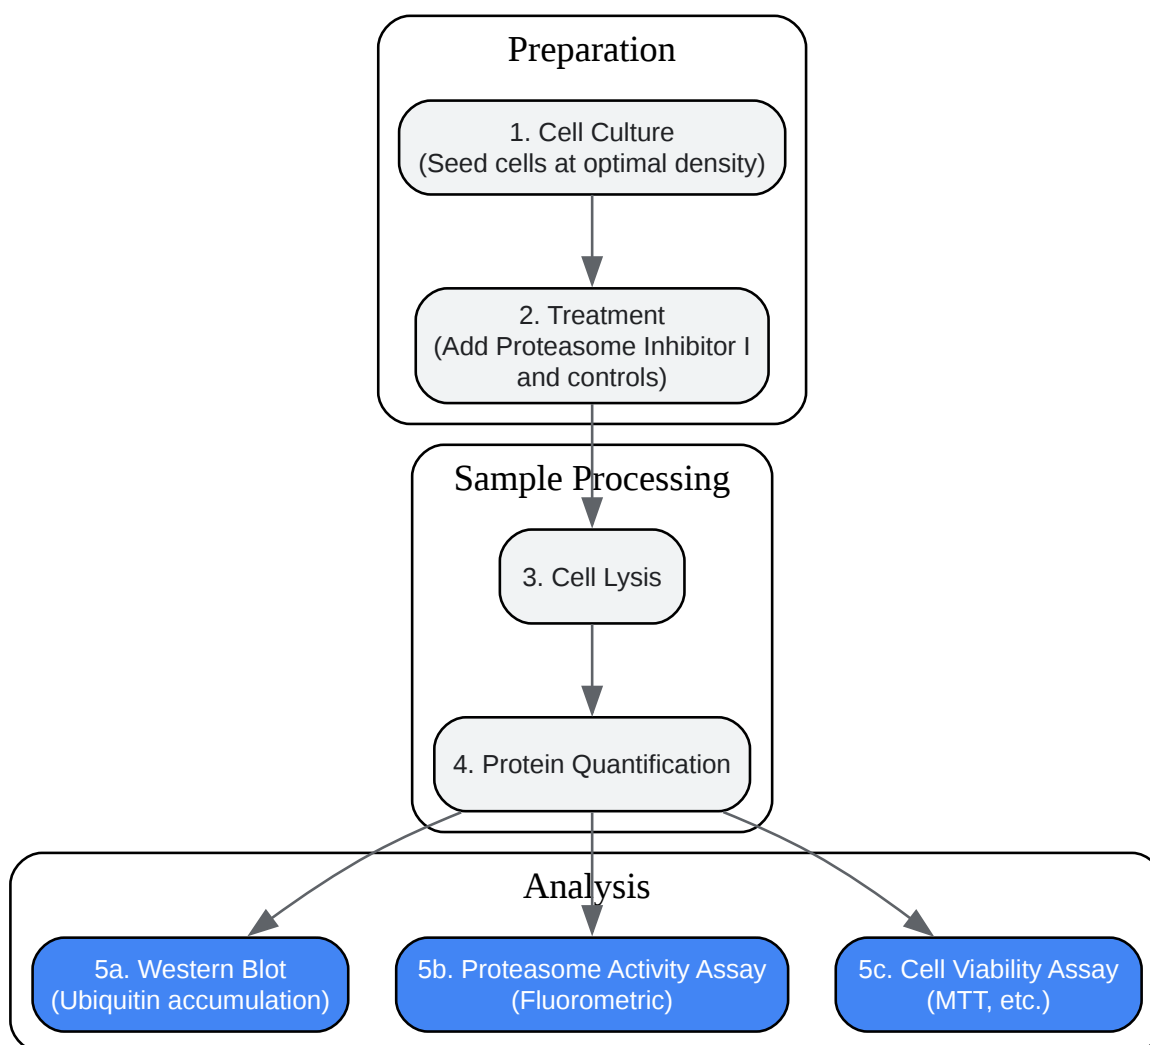 Preparation
1. Cell Culture
(Seed cells at optimal density)
2. Treatment
(Add Proteasome Inhibitor I
and controls)
Sample Processing
3. Cell Lysis
4. Protein Quantification
Analysis
5a. Western Blot
(Ubiquitin accumulation)
5b. Proteasome Activity Assay
(Fluorometric)
5c. Cell Viability Assay
(MTT, etc.)